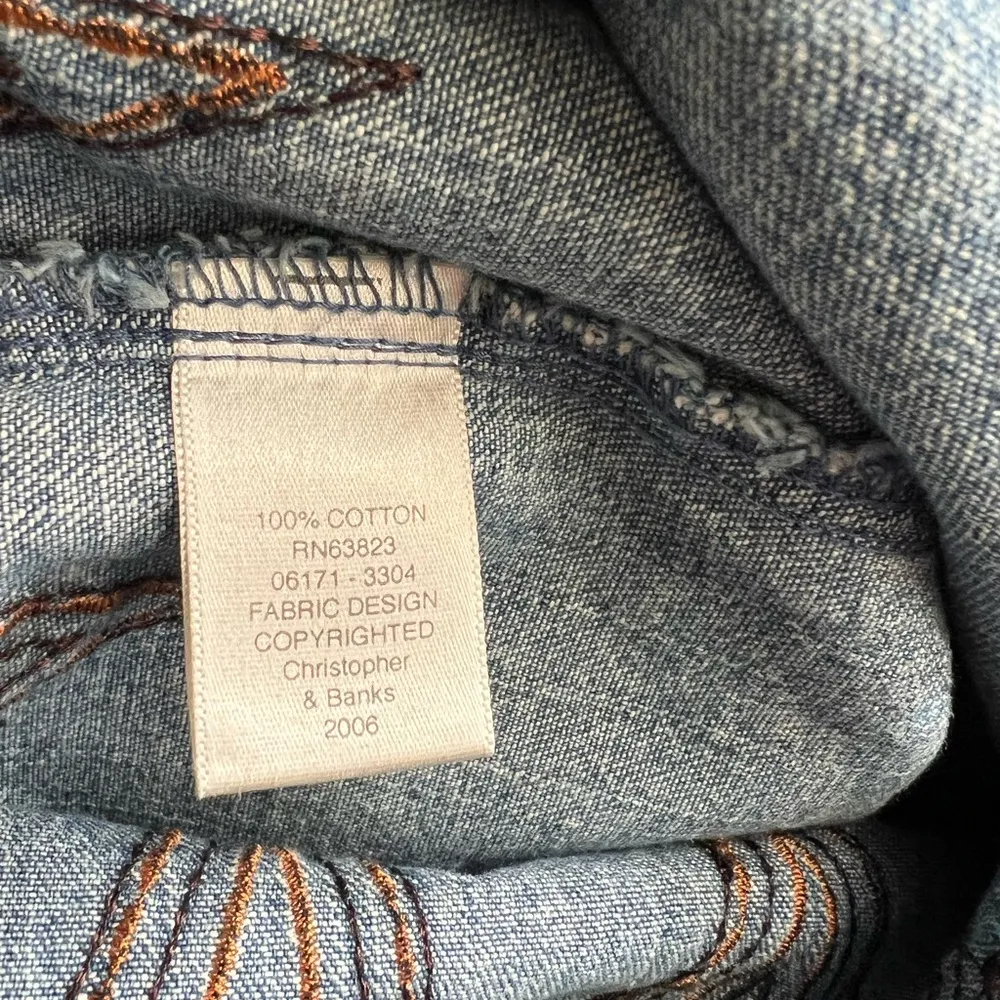 100% COTTON
RN63823
06171 - 3304
FABRIC DESIGN
COPYRIGHTED
Christopher
& Banks
2006